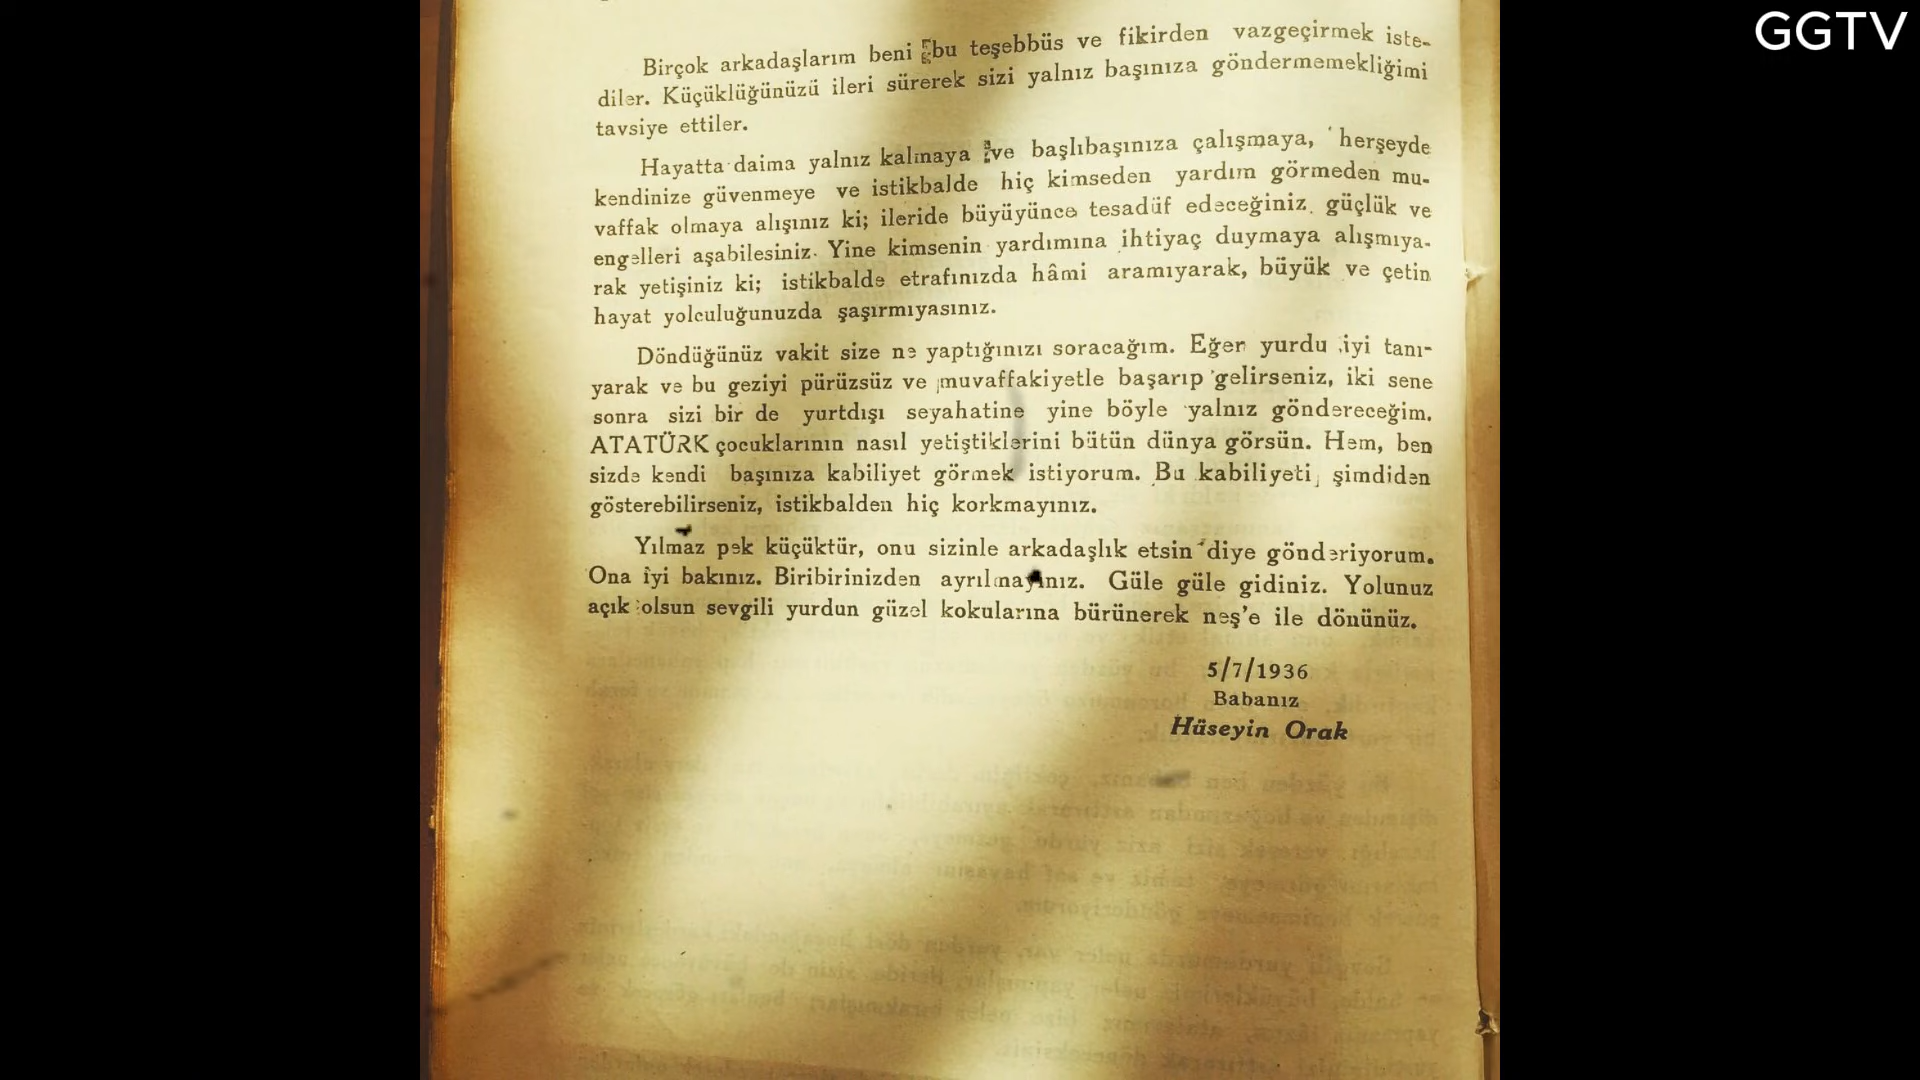 GGTV
Birçok arkadaşlarım beni bu teşebbüs ve fikirden vazgeçirmek iste-
diler. Küçüklüğünüzü ileri sürerek sizi yalnız başınıza göndermemekliğimi
tavsiye ettiler.
Hayatta daima yalnız kalmaya ve başlıbaşınıza çalışmaya, herşeyde
kendinize güvenmeye ve istikbalde hiç kimseden yardım görmeden mu-
vaffak olmaya alışınız ki; ileride büyüyünce tesadüf edeceğiniz güçlük ve
engelleri aşabilesiniz. Yine kimsenin yardımına ihtiyaç duymaya alışmıya-
rak yetişiniz ki; istikbalde etrafınızda hâmi aramıyarak, büyük ve çetin
hayat yolculuğunuzda şaşırmıyasınız.
Döndüğünüz vakit size ne yaptığınızı soracağım. Eğer yurdu iyi tanı-
yarak ve bu geziyi pürüzsüz ve muvaffakiyetle başarıp gelirseniz, iki sene
sonra sizi bir de yurtdışı seyahatine yine böyle yalnız göndereceğim.
ATATÜRK çocuklarının nasıl yetiştiklerini bütün dünya görsün. Hem, ben
sizde kendi başınıza kabiliyet görmek istiyorum. Bu kabiliyeti şimdiden
gösterebilirseniz, istikbalden hiç korkmayınız.
Yılmaz pek küçüktür, onu sizinle arkadaşlık etsin diye gönderiyorum.
Ona iyi bakınız. Biribirinizden ayrılmayınız. Güle güle gidiniz. Yolunuz
açık olsun sevgili yurdun güzel kokularına bürünerek neş'e ile dönünüz.
5/7/1936
Babanız
Hüseyin Orak